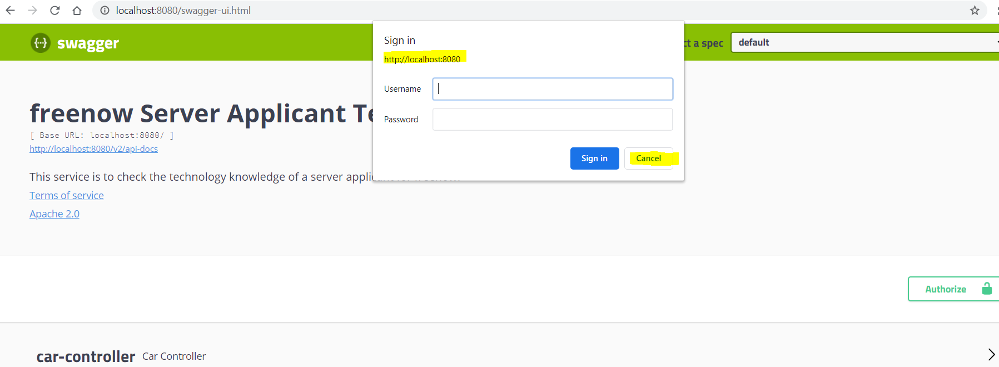 localhost:8080/swagger-ui.html
{...} swagger
ct a spec default
Sign in
http://localhost:8080
Username
Password
Sign in Cancel
freenow Server Applicant Te
[ Base URL: localhost:8080/ ]
http://localhost:8080/v2/api-docs
This service is to check the technology knowledge of a server appli
Terms of service
Apache 2.0
Authorize
car-controller Car Controller